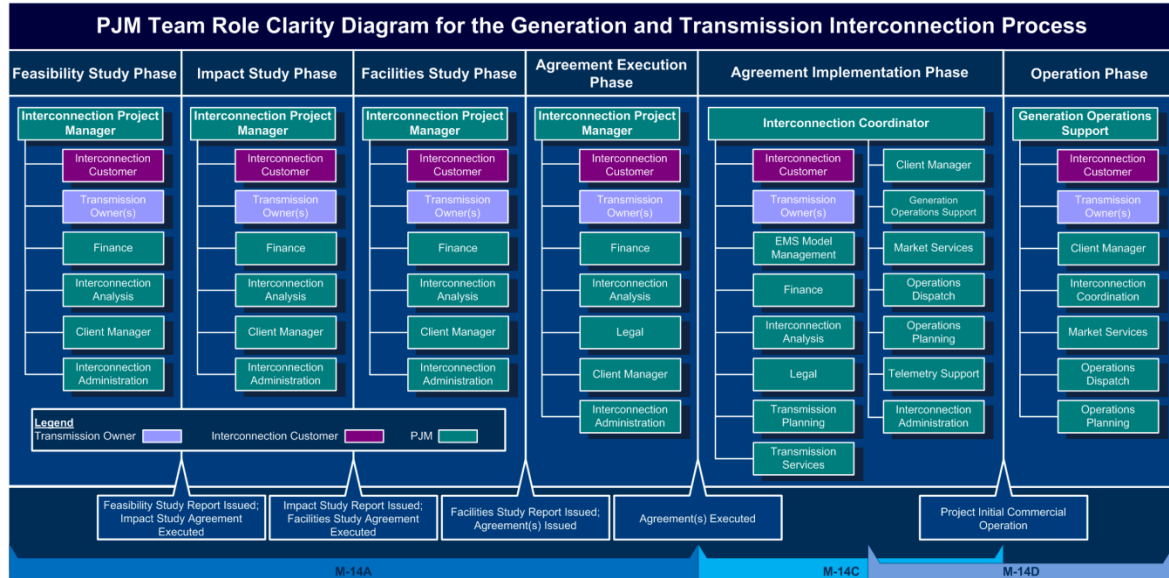 PJM Team Role Clarity Diagram for the Generation and Transmission Interconnection Process
Feasibility Study Phase
Interconnection Project
Manager
Interconnection
Customer
Transmission
Owner(s)
Finance
Interconnection
Analysis
Client Manager
Interconnection
Administration
Impact Study Phase
Interconnection Project
Manager
Interconnection
Customer
Transmission
Owner(s)
Finance
Interconnection
Analysis
Client Manager
Interconnection
Administration
Facilities Study Phase
Interconnection Project
Manager
Interconnection
Customer
Transmission
Owner(s)
Finance
Interconnection
Analysis
Client Manager
Interconnection
Administration
Agreement Execution
Phase
Interconnection Project
Manager
Interconnection
Customer
Transmission
Owner(s)
Finance
Interconnection
Analysis
Legal
Client Manager
Interconnection
Administration
Agreement Implementation Phase
Interconnection Coordinator
Interconnection
Customer
Transmission
Owner(s)
EMS Model
Management
Finance
Interconnection
Analysis
Legal
Transmission
Planning
Transmission
Services
Client Manager
Generation
Operations Support
Market Services
Operations
Dispatch
Operations
Planning
Telemetry Support
Interconnection
Administration
Operation Phase
Generation Operations
Support
Interconnection
Customer
Transmission
Owner(s)
Client Manager
Interconnection
Coordination
Market Services
Operations
Dispatch
Operations
Planning
Legend
Transmission Owner
Interconnection Customer
PJM
Feasibility Study Report Issued;
Impact Study Agreement
Executed
Impact Study Report Issued;
Facilities Study Agreement
Executed
Facilities Study Report Issued;
Agreement(s) Issued
Agreement(s) Executed
Project Initial Commercial
Operation
M-14A
M-14C
M-14D